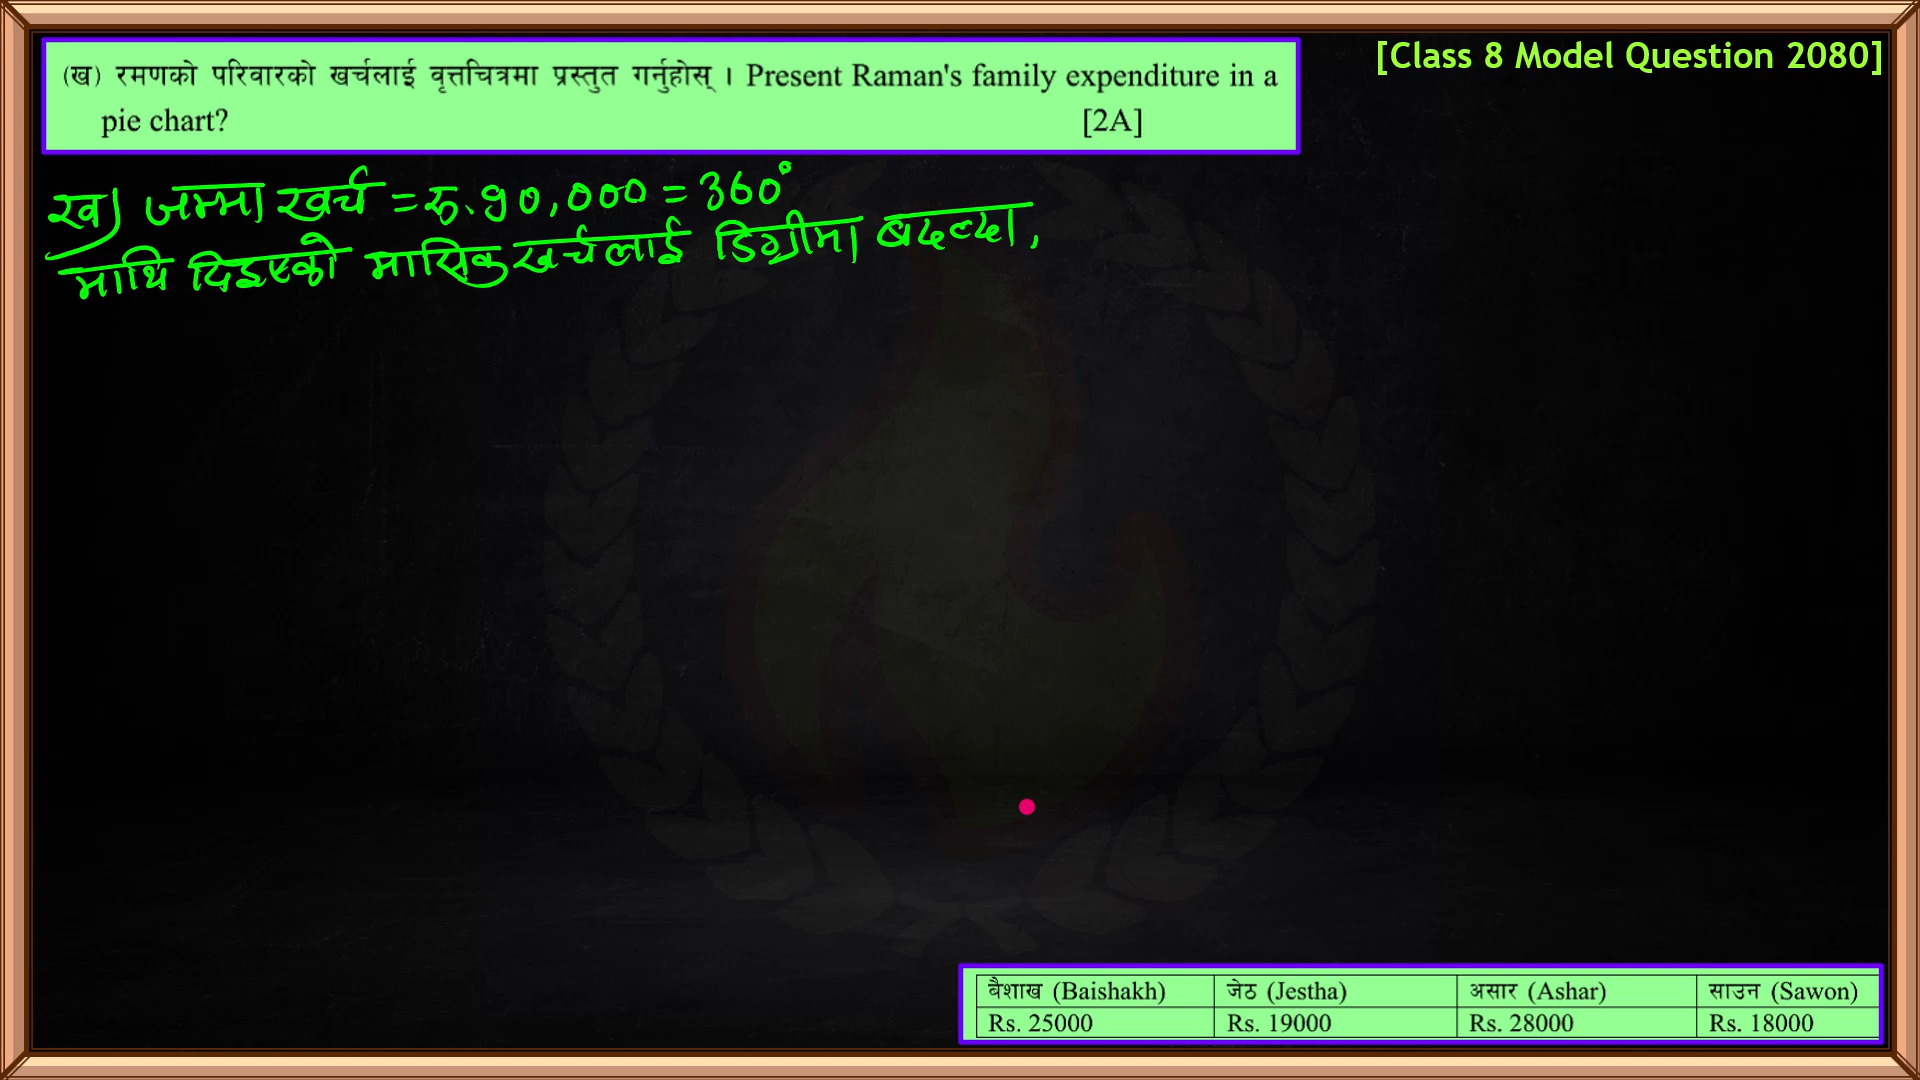 [Class 8 Model Question 2080]
(ख) रमणको परिवारको खर्चलाई वृत्तचित्रमा प्रस्तुत गर्नुहोस् । Present Raman's family expenditure in a
pie chart? [2A]
ख) जम्मा खर्च = रु. ९०,००० = 360°
माथि दिइएको मासिक खर्चलाई डिग्रीमा बदल्दा,
बैशाख (Baishakh) जेठ (Jestha) असार (Ashar) साउन (Sawon)
Rs. 25000 Rs. 19000 Rs. 28000 Rs. 18000